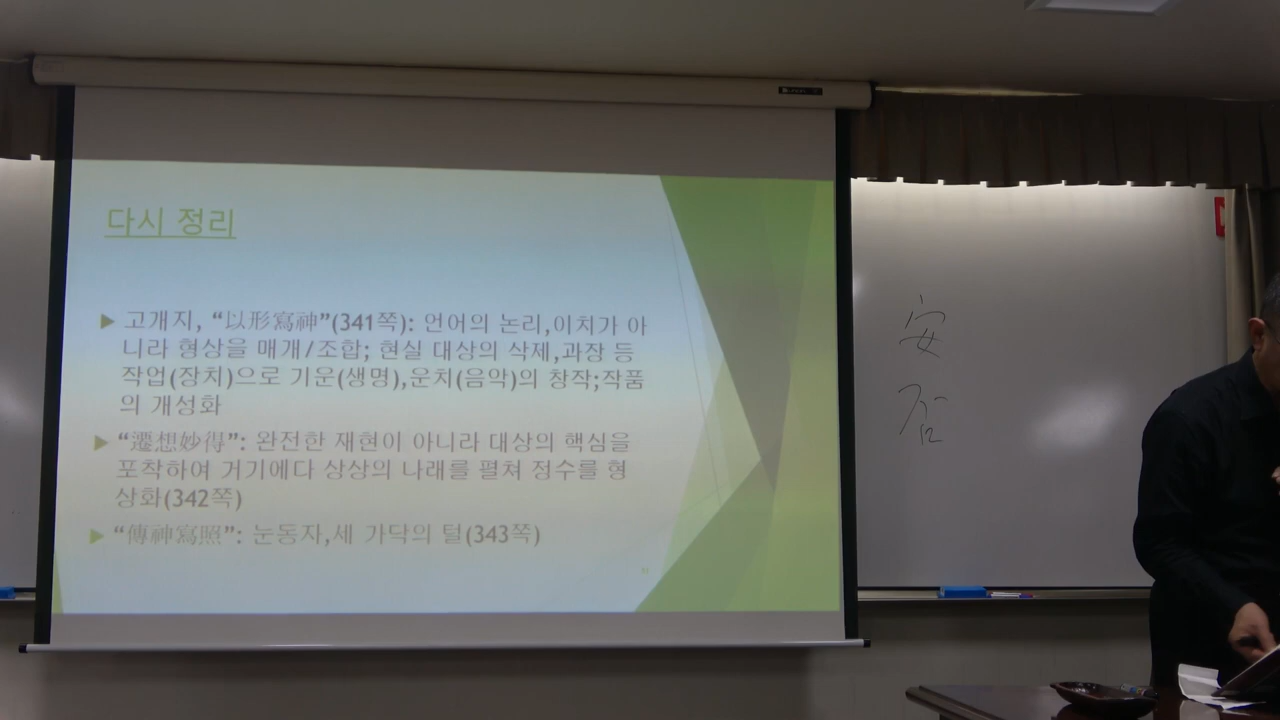 다시 정리
▶ 고개지, “以形寫神”(341쪽): 언어의 논리,이치가 아
니라 형상을 매개/조합; 현실 대상의 삭제,과장 등
작업(장치)으로 기운(생명),운치(음악)의 창작;작품
의 개성화
▶ “遷想妙得”: 완전한 재현이 아니라 대상의 핵심을
포착하여 거기에다 상상의 나래를 펼쳐 정수를 형
상화(342쪽)
▶ “傳神寫照”: 눈동자,세 가닥의 털(343쪽)
安